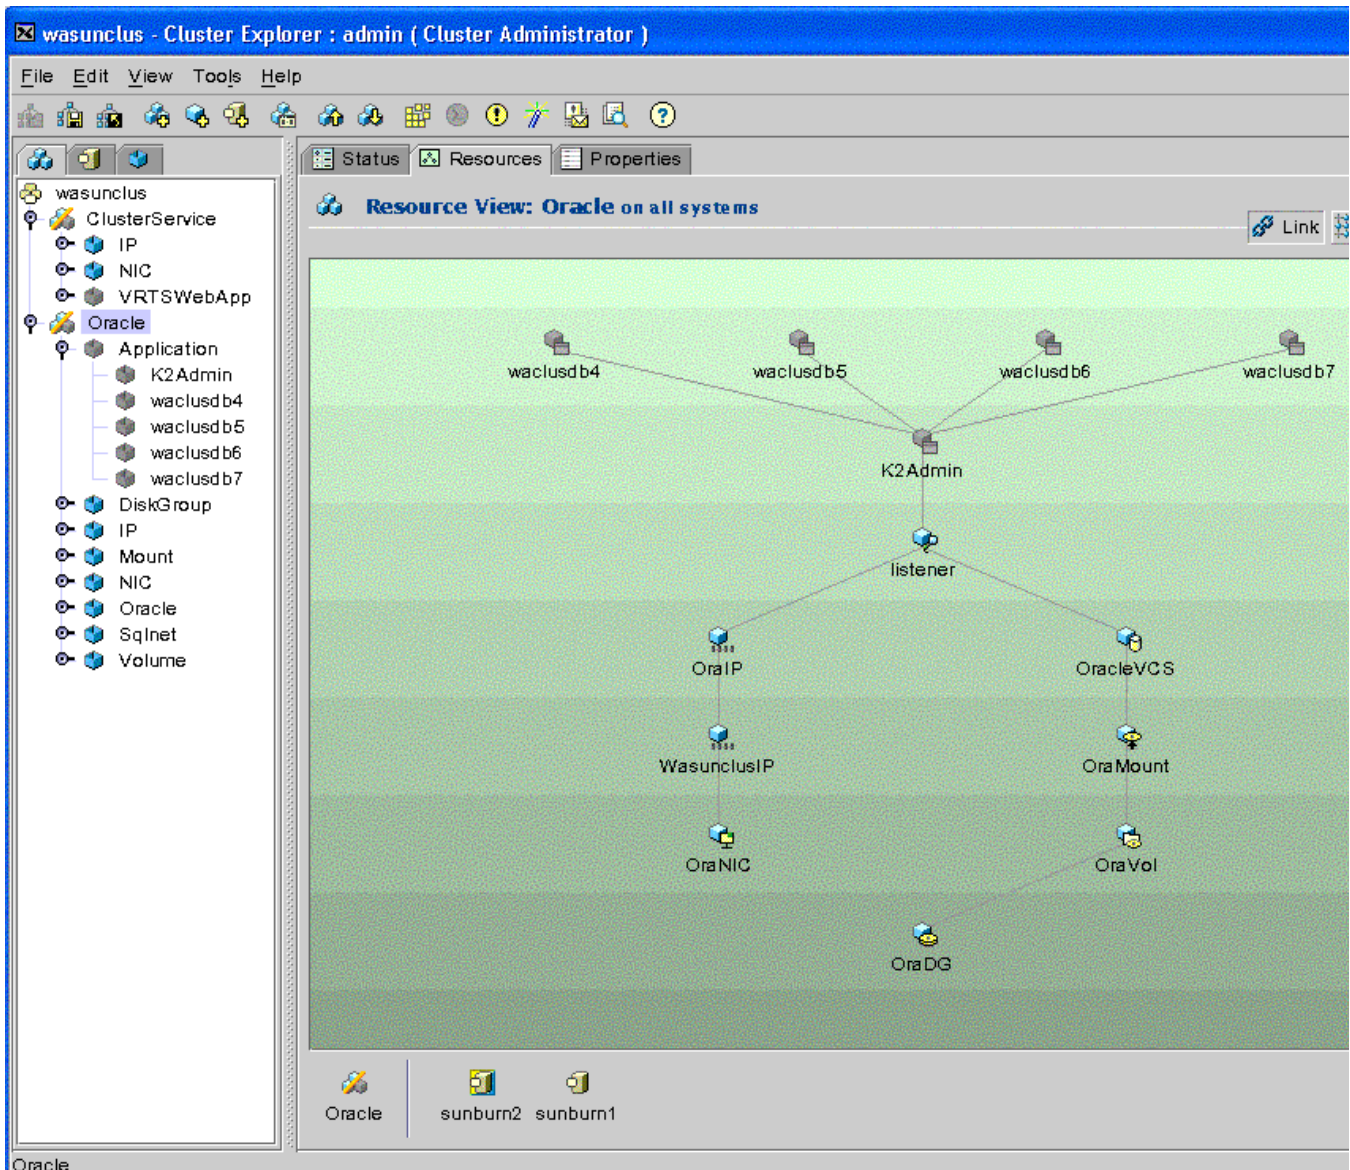 wasunclus - Cluster Explorer : admin ( Cluster Administrator )
File Edit View Tools Help
Status Resources Properties
Resource View: Oracle on all systems
Link
wasunclus
ClusterService
IP
NIC
VRTSWebApp
Oracle
Application
K2Admin
waclusdb4
waclusdb5
waclusdb6
waclusdb7
DiskGroup
IP
Mount
NIC
Oracle
Sqlnet
Volume
waclusdb4 waclusdb5 waclusdb6 waclusdb7
K2Admin
listener
OraIP OracleVCS
WasunclusIP OraMount
OraNIC OraVol
OraDG
Oracle sunburn2 sunburn1
Oracle